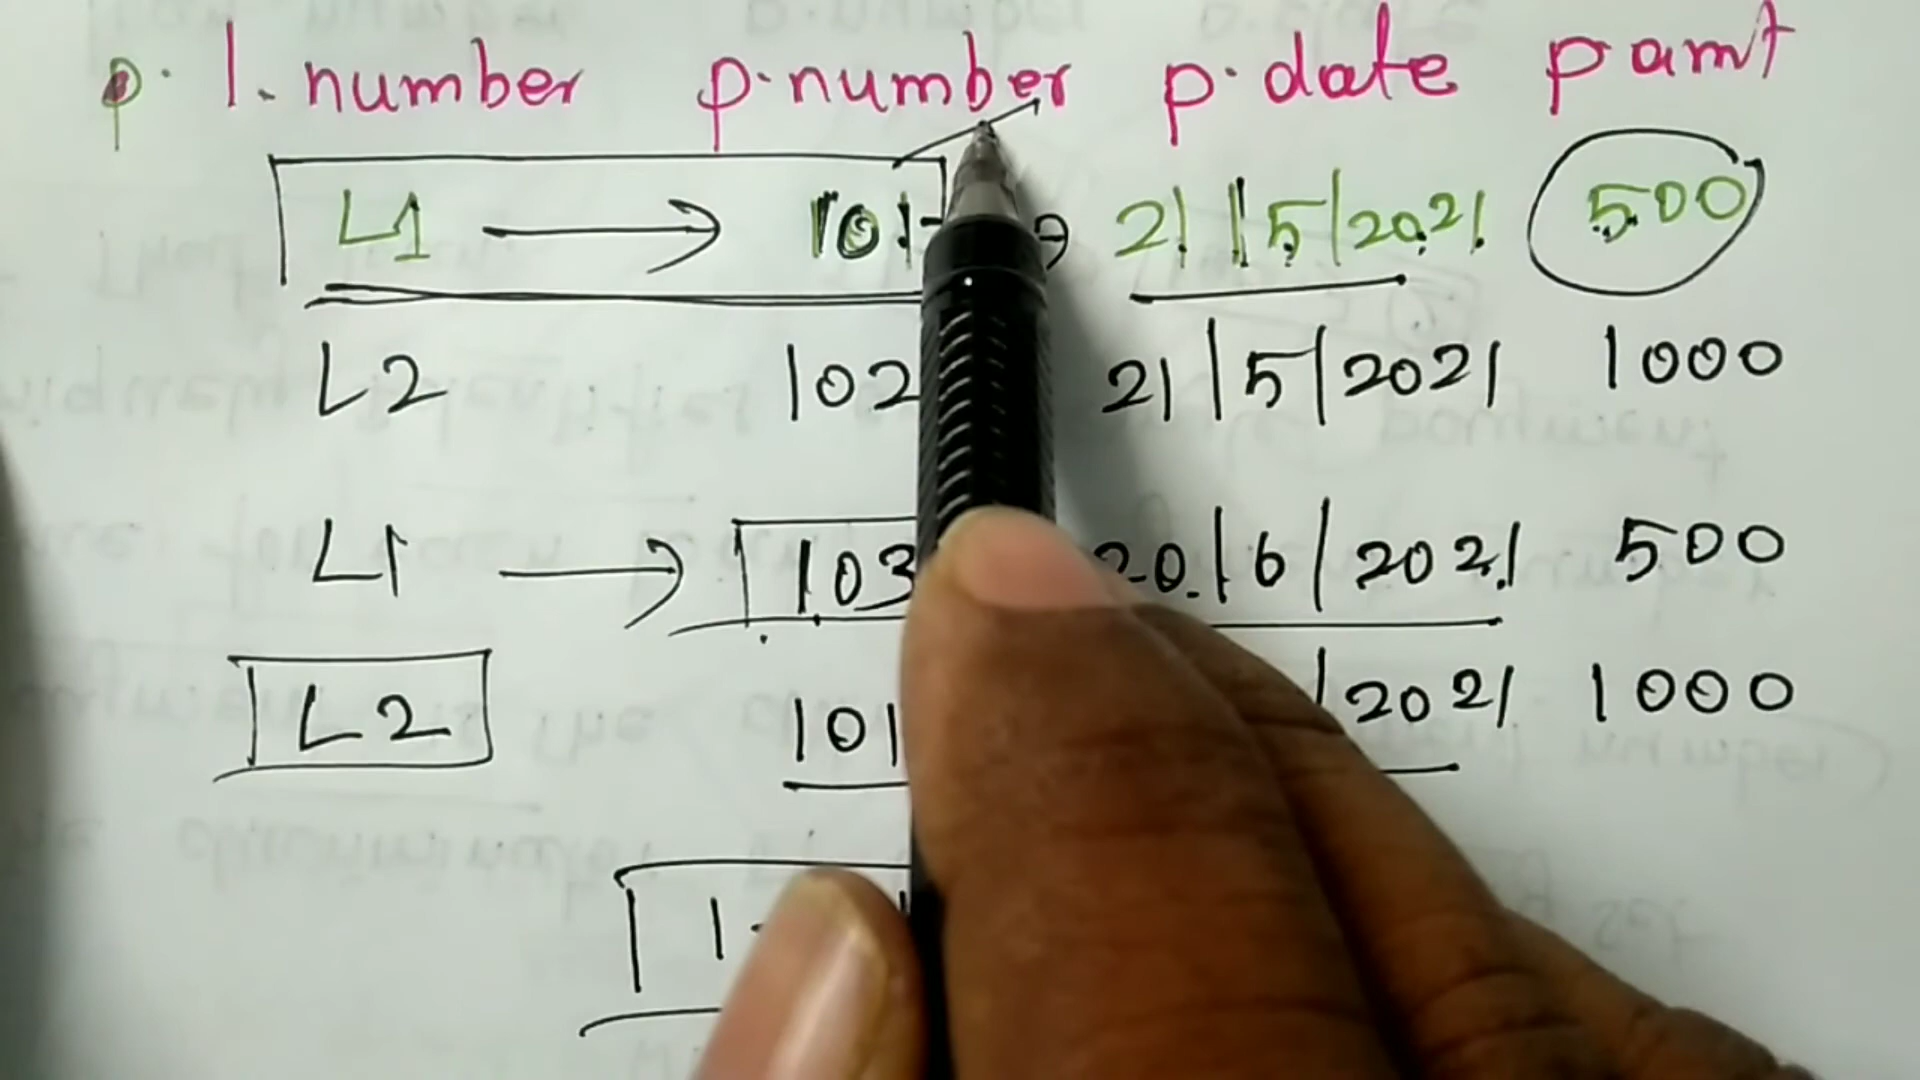 p. l. number p.number p.date p amt
L1 → 101 → 21/5/2021 500
L2 102 21/5/2021 1000
L1 → 103 20/6/2021 500
L2 101 /2021 1000